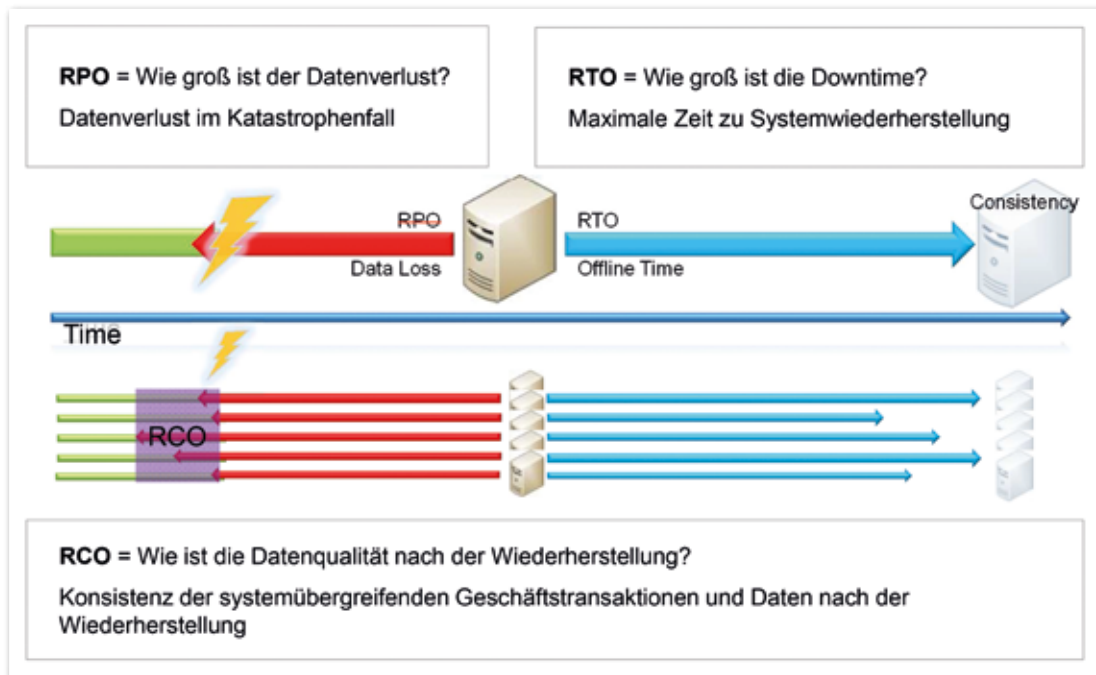 RPO = Wie groß ist der Datenverlust?
Datenverlust im Katastrophenfall
RTO = Wie groß ist die Downtime?
Maximale Zeit zu Systemwiederherstellung
RPO
Data Loss
RTO
Offline Time
Consistency
Time
RCO
RCO = Wie ist die Datenqualität nach der Wiederherstellung?
Konsistenz der systemübergreifenden Geschäftstransaktionen und Daten nach der
Wiederherstellung